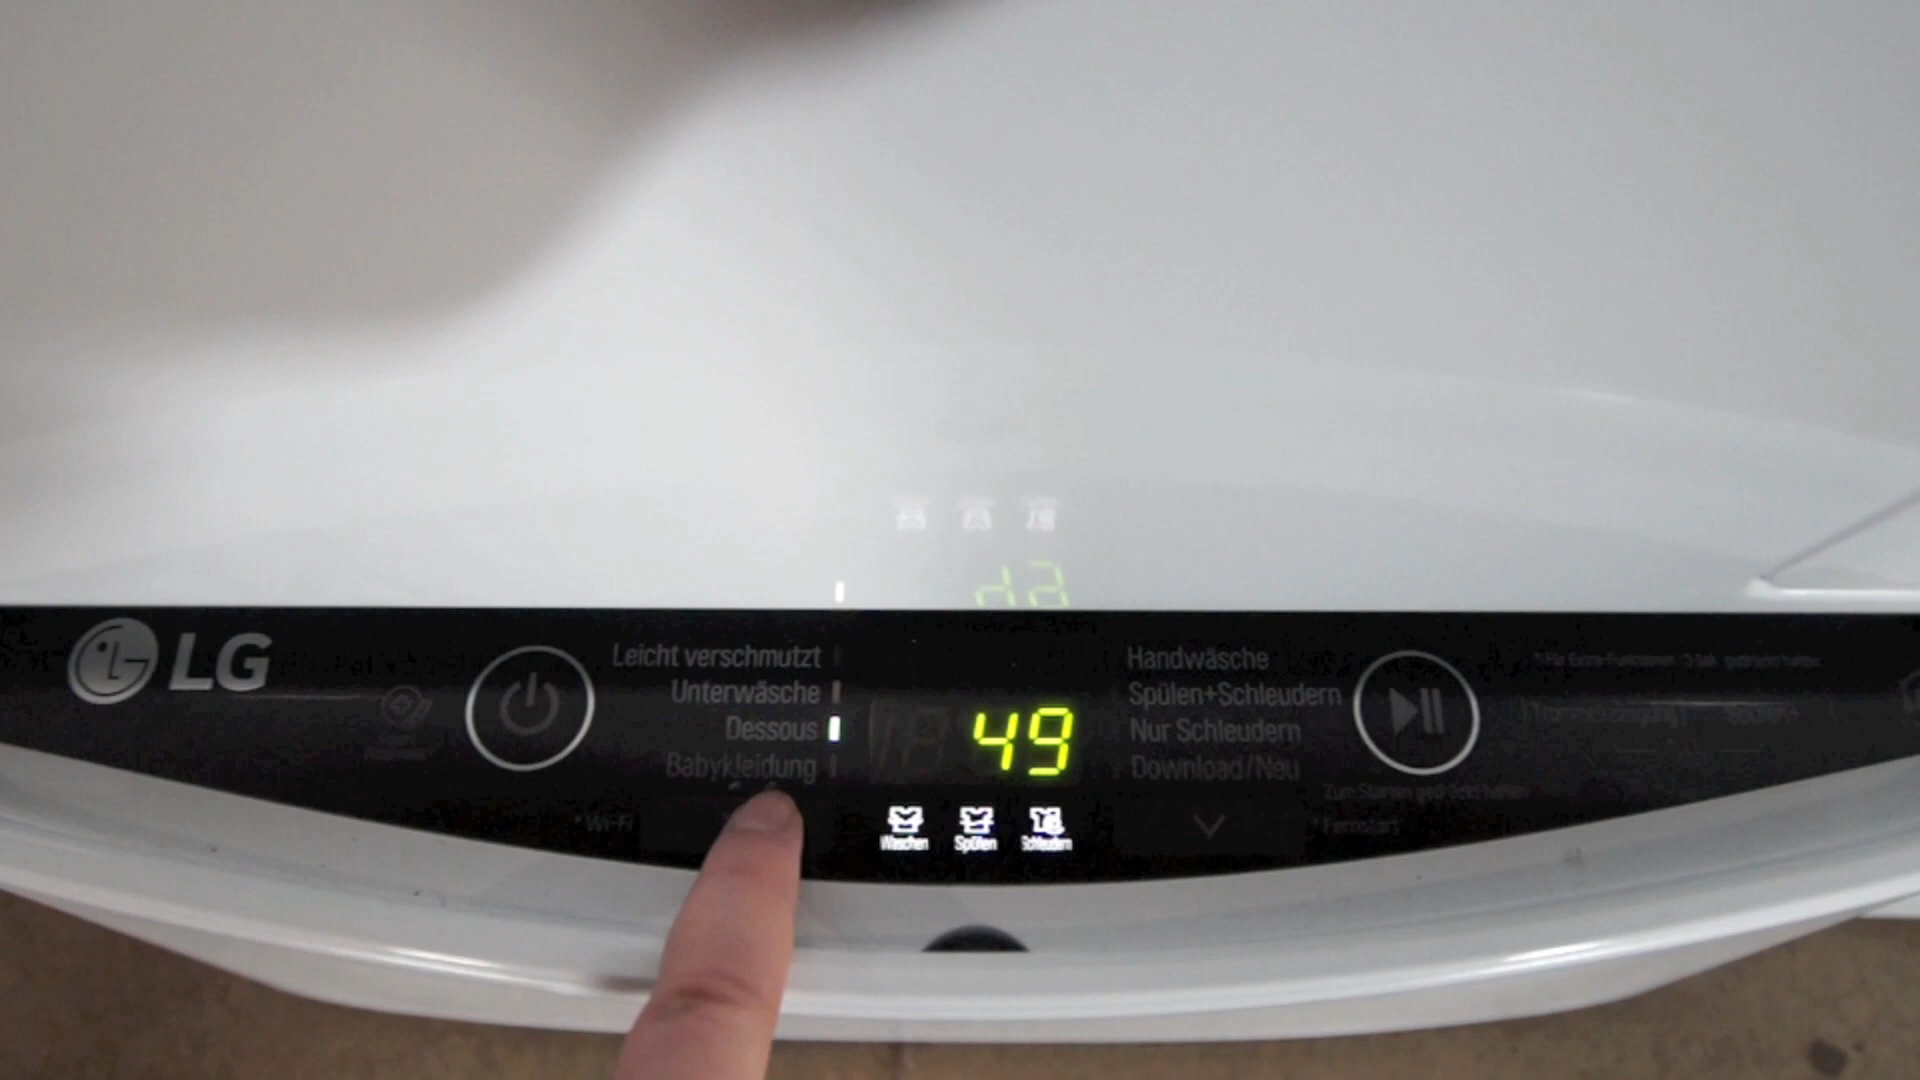 LG
Leicht verschmutzt
Unterwäsche
Dessous
Babykleidung
* Wi-Fi
49
Waschen
Spülen
Schleudern
Handwäsche
Spülen+Schleudern
Nur Schleudern
Download/Neu
Zum Starten gedrückt halten
* Fernstart